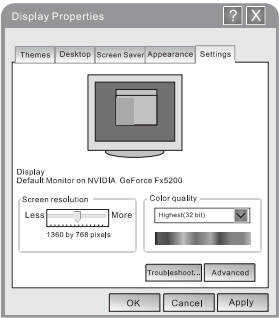 Display Properties ? X
Themes Desktop Screen Saver Appearance Settings
Display
Default Monitor on NVIDIA GeForce Fx5200
Screen resolution
Less More
1360 by 768 pixels
Color quality
Highest(32 bit)
Troubleshoot... Advanced
OK Cancel Apply